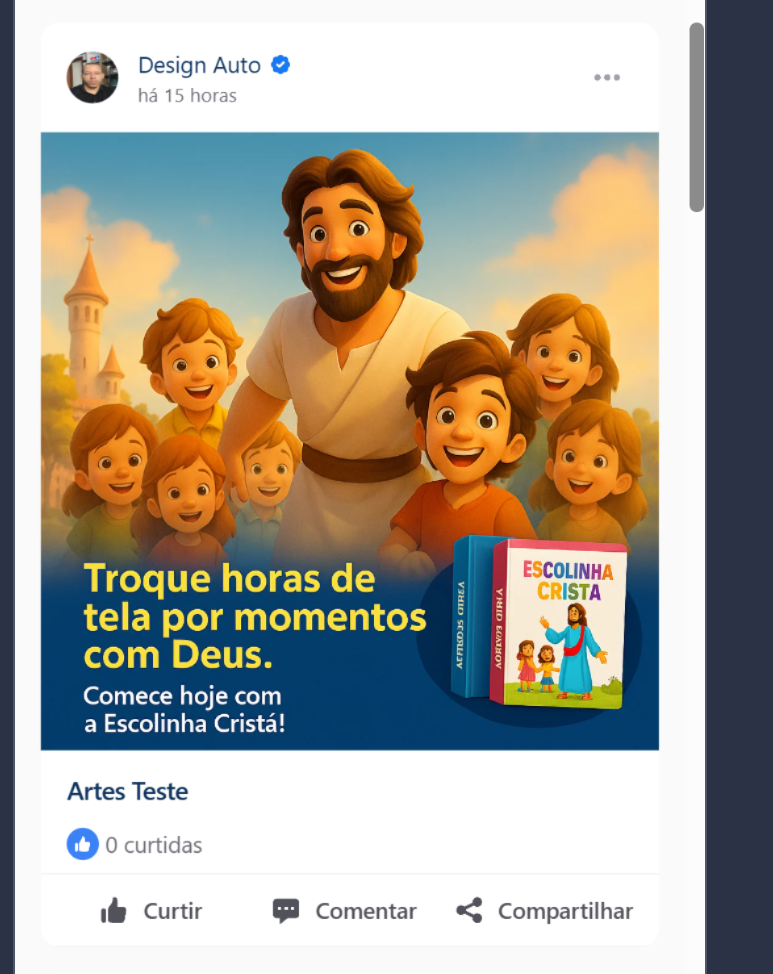 Design Auto
há 15 horas
ESCOLINHA
CRISTA
Troque horas de
tela por momentos
com Deus.
Comece hoje com
a Escolinha Cristá!
Artes Teste
0 curtidas
Curtir
Comentar
Compartilhar